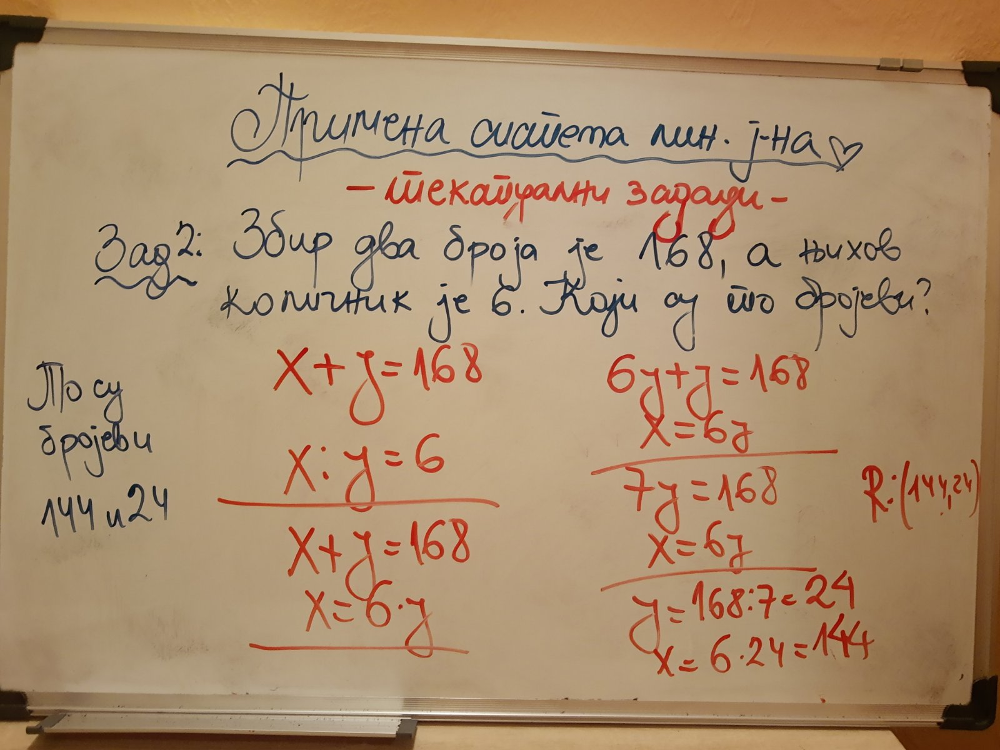 Примена система лин. ј-на
- текстуални задаци -
Зад2: Збир два броја је 168, а њихов
количник је 6. Који су то бројеви?
x+y=168
x:y=6
x+y=168
x=6·y
6y+y=168
x=6y
7y=168
x=6y
y=168:7=24
x=6·24=144
R:(144,24)
То су
бројеви
144 и 24